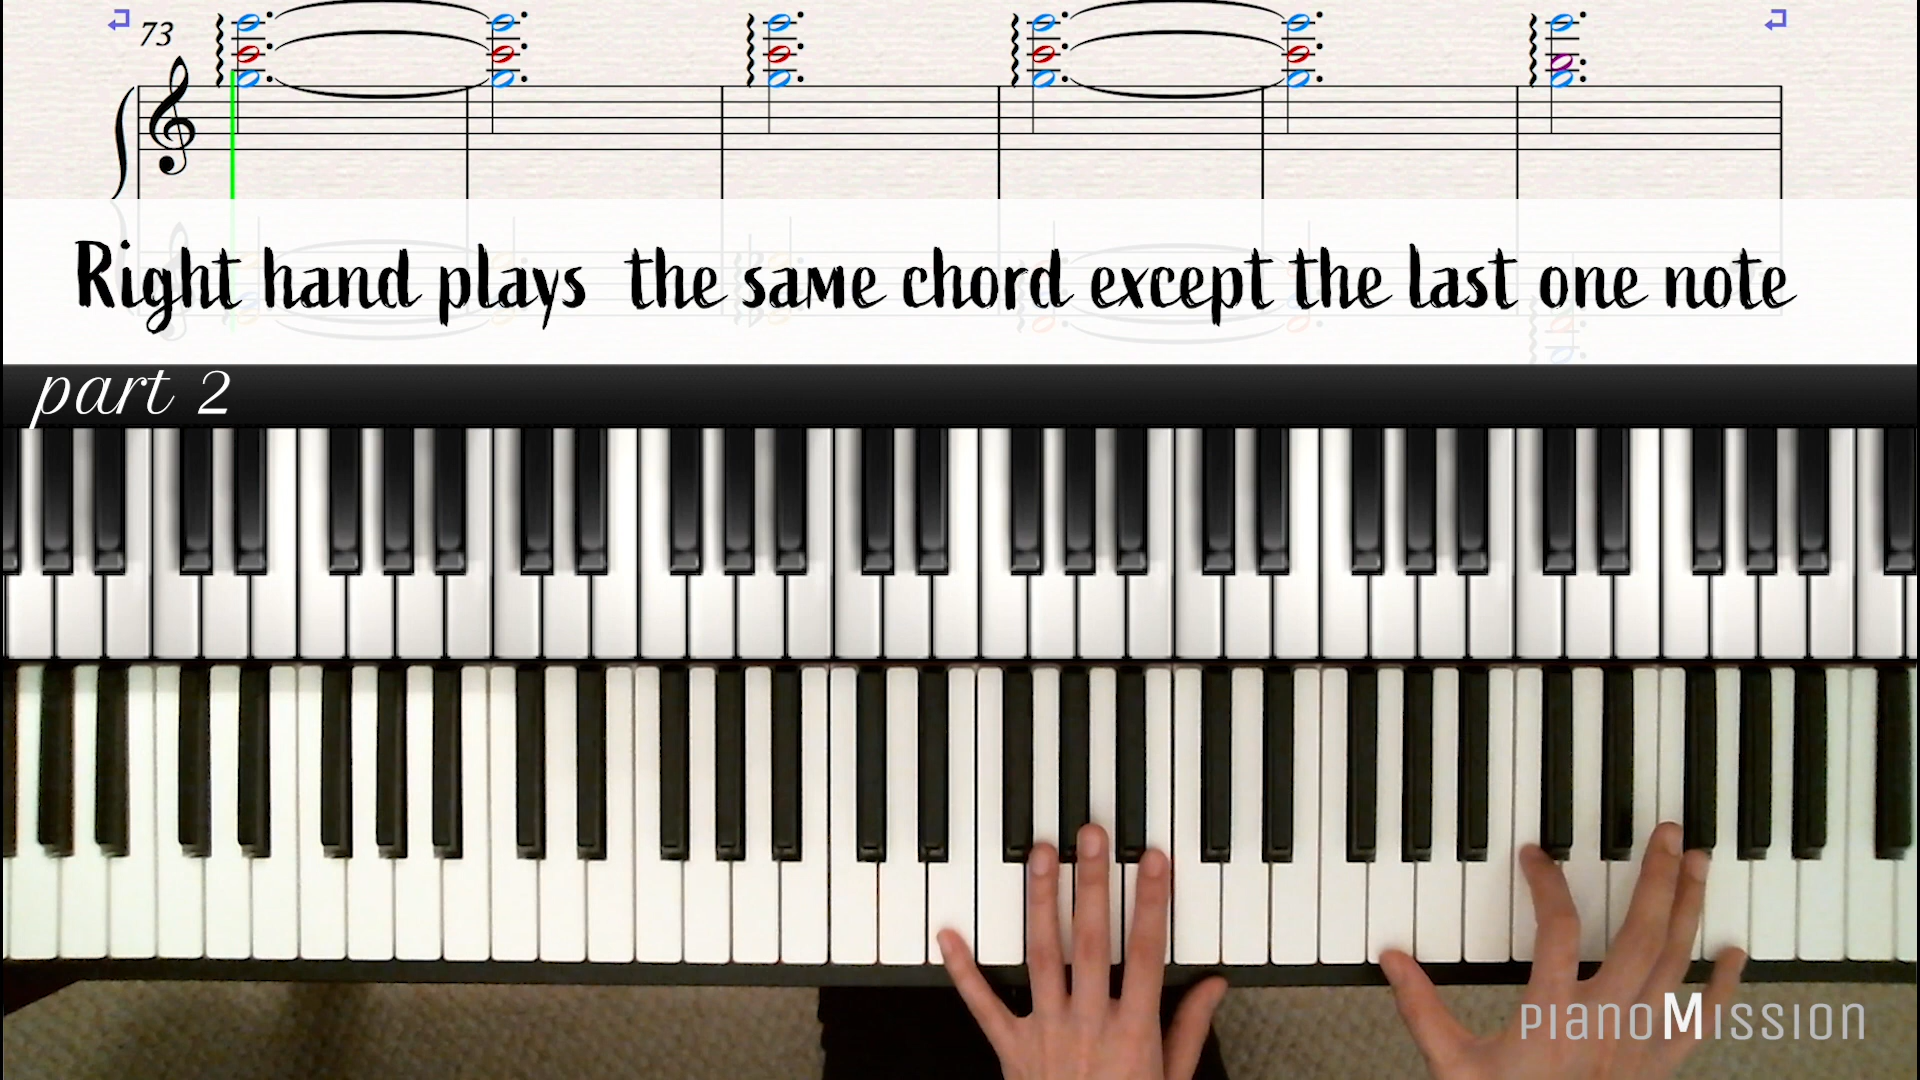 73
Right hand plays the same chord except the last one note
part 2
pianoMission